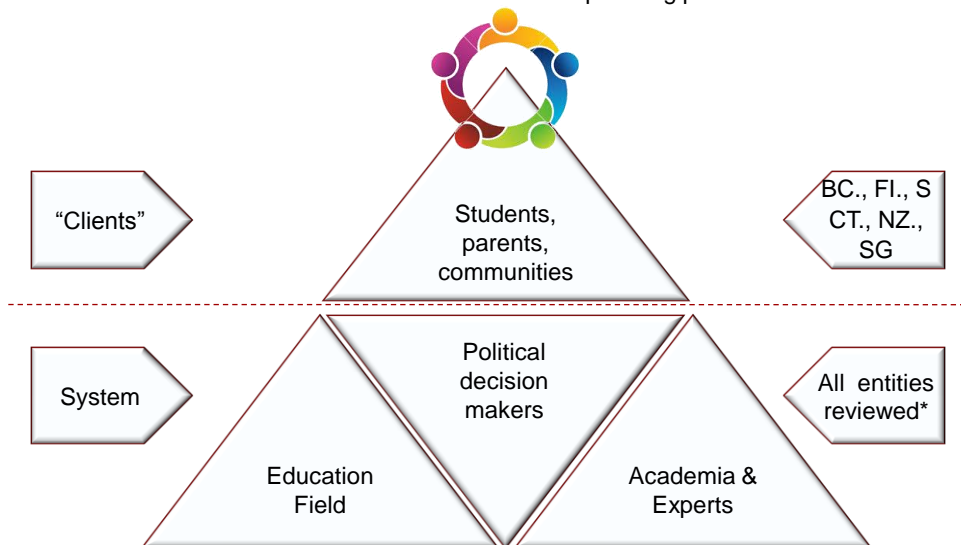 “Clients”
Students,
parents,
communities
BC., FI., S
CT., NZ.,
SG
System
Political
decision
makers
All entities
reviewed*
Education
Field
Academia &
Experts